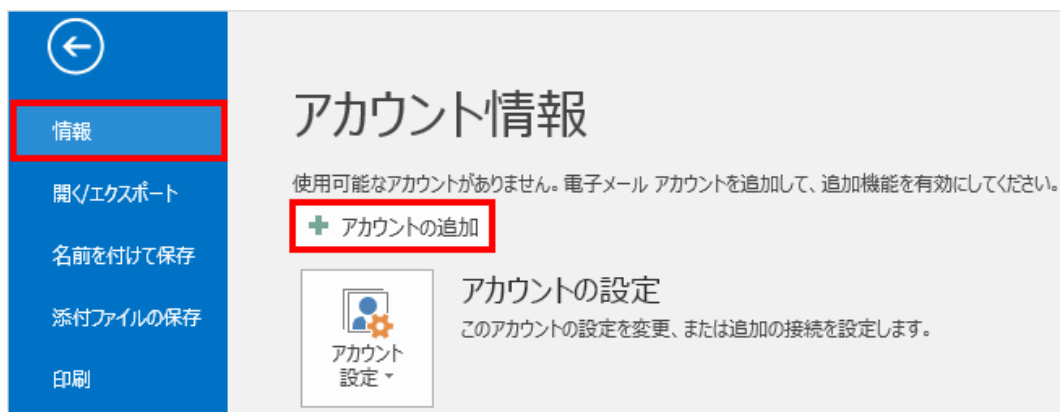 情報
開く/エクスポート
名前を付けて保存
添付ファイルの保存
印刷
アカウント情報
使用可能なアカウントがありません。電子メール アカウントを追加して、追加機能を有効にしてください。
アカウントの追加
アカウント
設定
アカウントの設定
このアカウントの設定を変更、または追加の接続を設定します。